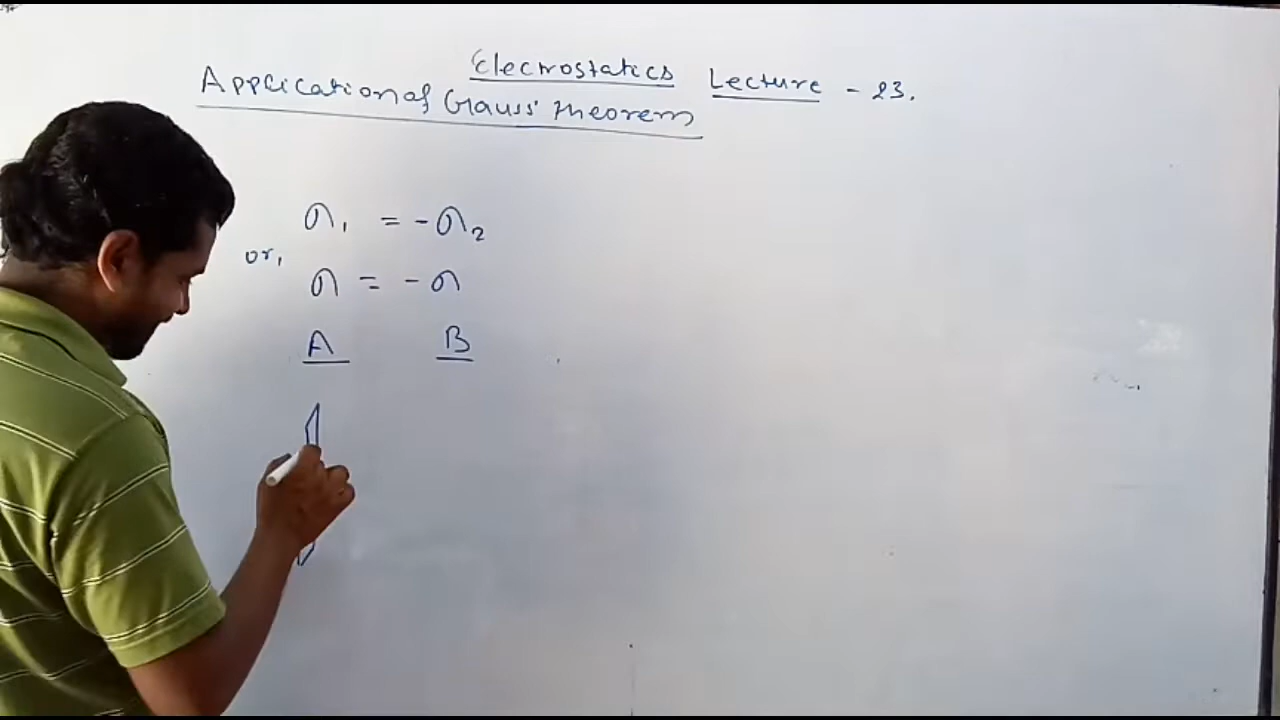 Electrostatics Lecture - 23.
Application of Gauss' theorem
σ₁ = -σ₂
or,
σ = -σ
A B